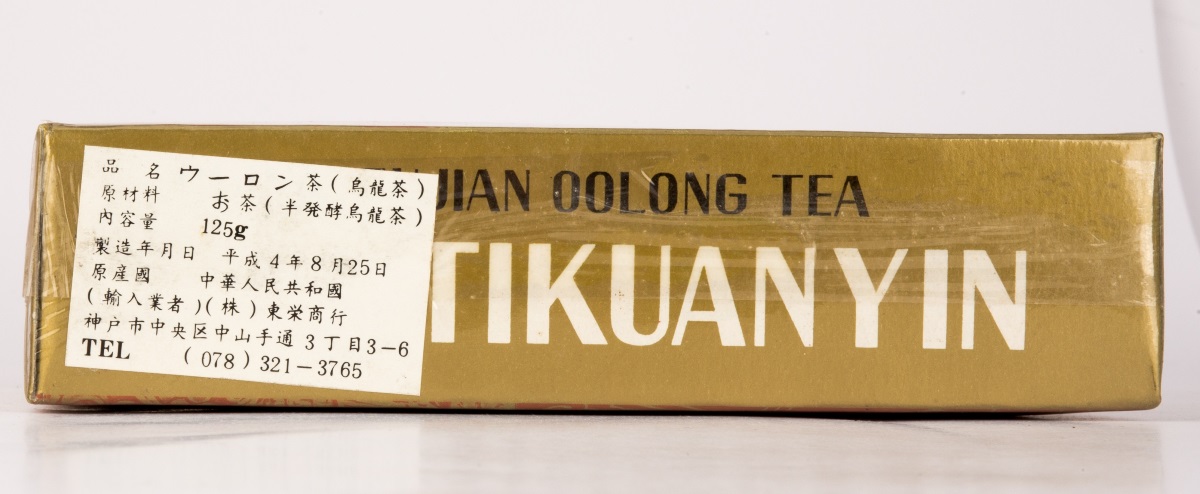 品 名 ウーロン茶(烏龍茶)
原材料 お茶(半発酵烏龍茶)
内容量 125g
製造年月日 平成4年8月25日
原産國 中華人民共和國
(輸入業者)(株)東栄商行
神戸市中央区中山手通3丁目3-6
TEL (078)321-3765
JIAN OOLONG TEA
TIKUANYIN